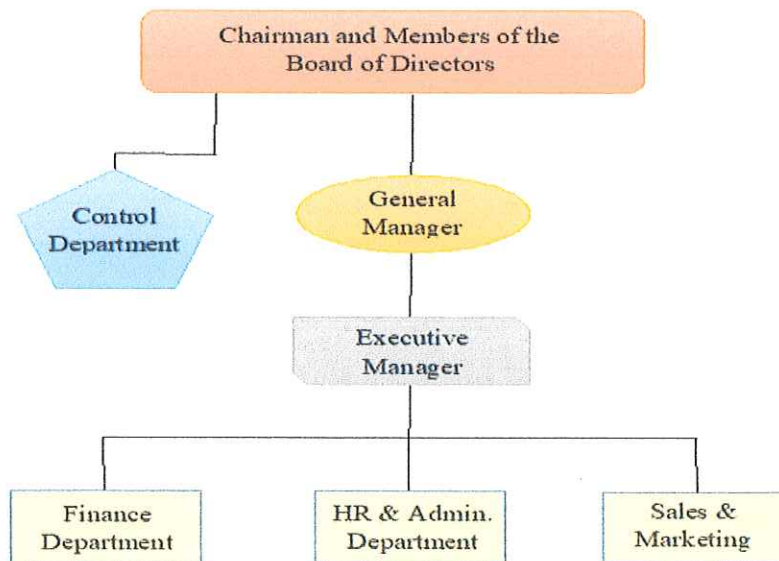 Chairman and Members of the
Board of Directors
Control
Department
General
Manager
Executive
Manager
Finance
Department
HR & Admin.
Department
Sales &
Marketing